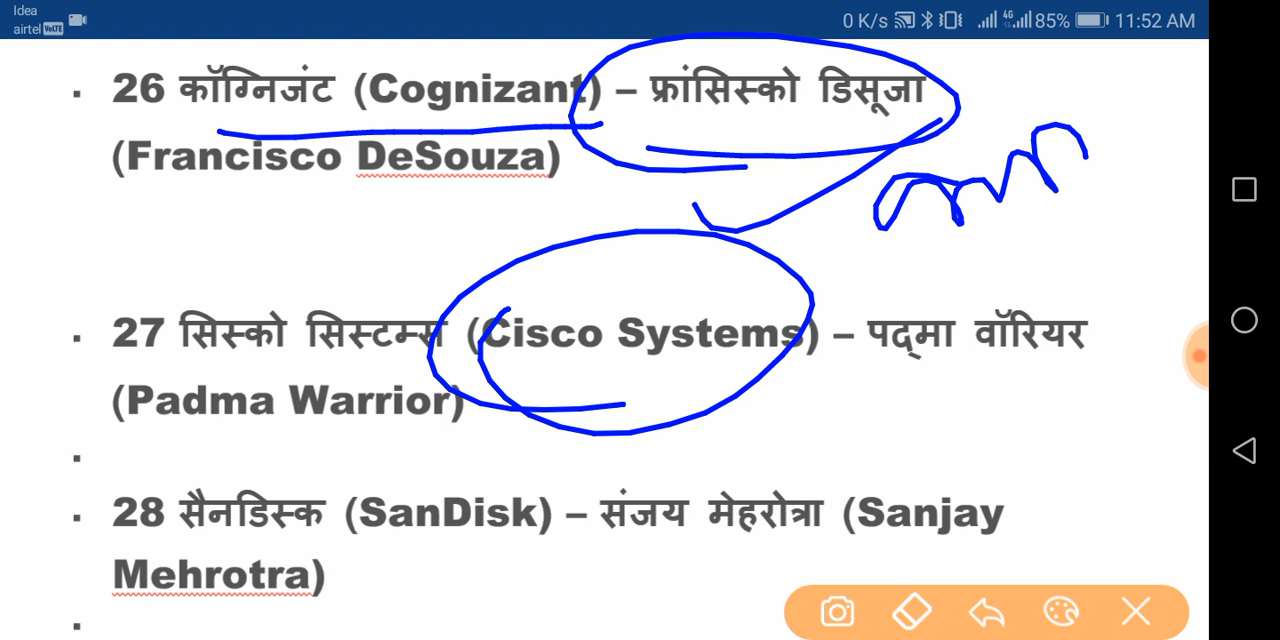 Idea
airtel VoLTE
0 K/s 4G 85% 11:52 AM
26 कॉग्निजंट (Cognizant) – फ्रांसिस्को डिसूजा
(Francisco DeSouza)
27 सिस्को सिस्टम्स (Cisco Systems) – पद्मा वॉरियर
(Padma Warrior)
28 सैनडिस्क (SanDisk) – संजय मेहरोत्रा (Sanjay
Mehrotra)